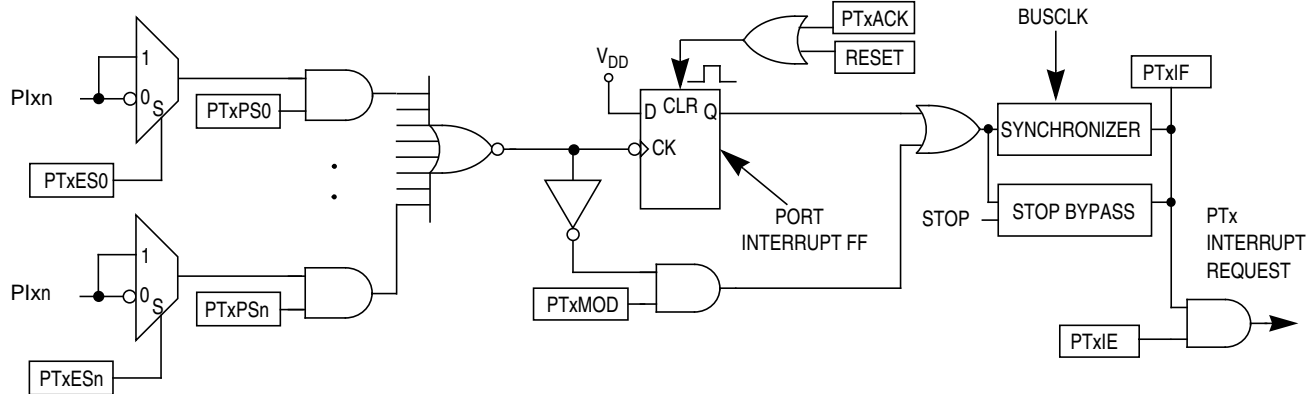 PIxn
1
0
S
PTxES0
PTxPS0
PIxn
1
0
S
PTxESn
PTxPSn
VDD
D
CLR
Q
CK
PTxACK
RESET
PORT
INTERRUPT FF
PTxMOD
BUSCLK
SYNCHRONIZER
STOP
STOP BYPASS
PTxIF
PTx
INTERRUPT
REQUEST
PTxIE